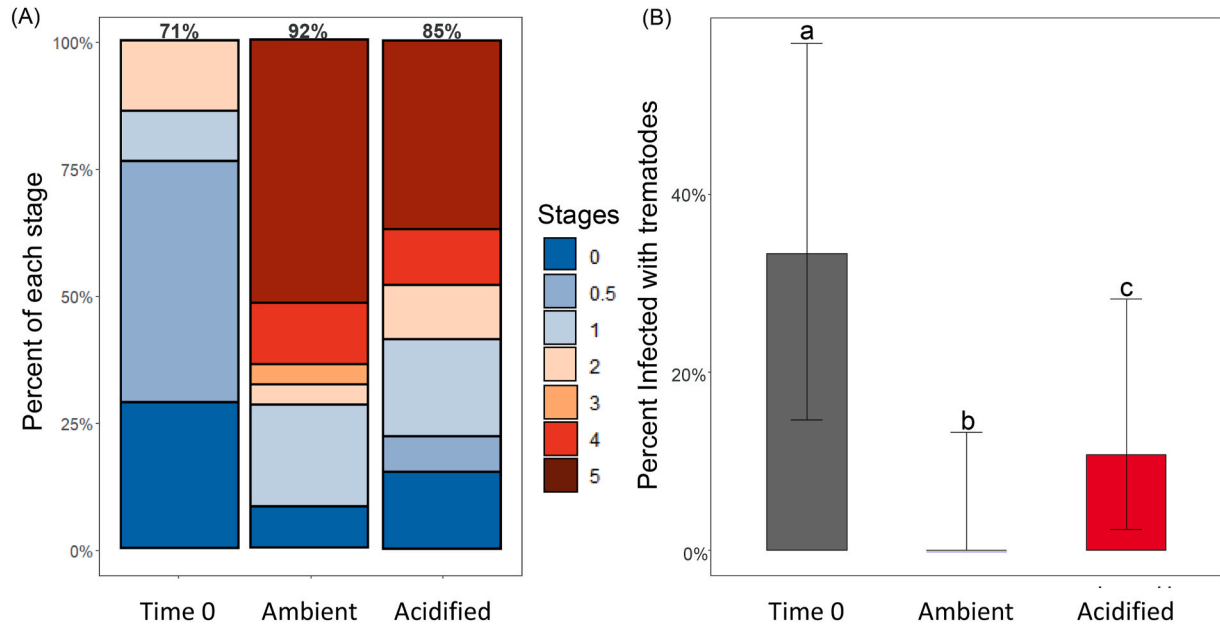 (A)
71% 92% 85%
100%
75%
50%
25%
0%
Percent of each stage
Time 0 Ambient Acidified
Stages
0
0.5
1
2
3
4
5
(B)
a
b
c
40%
20%
0%
Percent Infected with trematodes
Time 0 Ambient Acidified